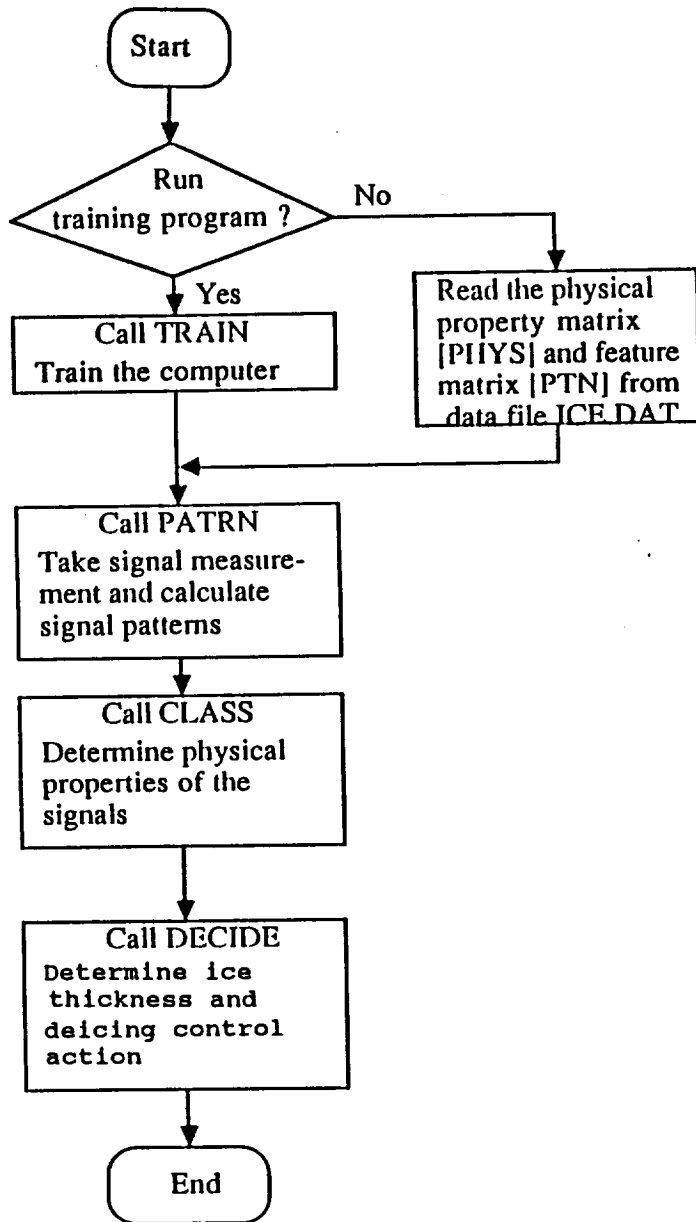 Start
Run
training program ?
No
Yes
Call TRAIN
Train the computer
Read the physical
property matrix
[PHYS] and feature
matrix [PTN] from
data file ICE.DAT
Call PATRN
Take signal measure-
ment and calculate
signal patterns
Call CLASS
Determine physical
properties of the
signals
Call DECIDE
Determine ice
thickness and
deicing control
action
End